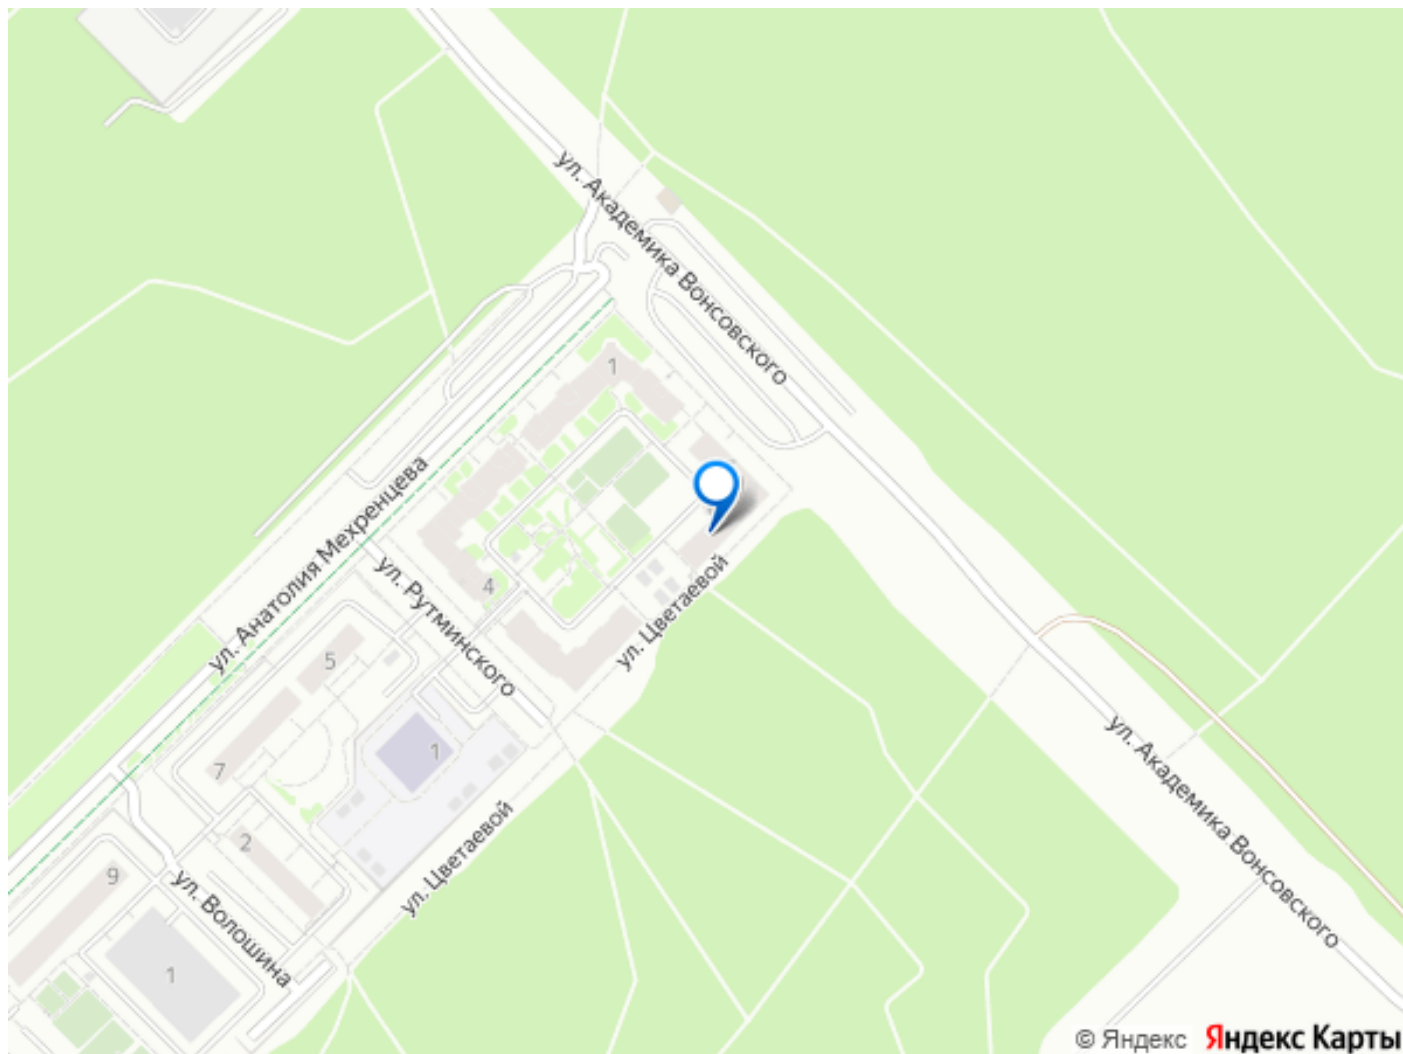 ул. Академика Вонсовского
1
ул. Анатолия Мехренцева
4
ул. Рутминского
ул. Цветаевой
5
7
1
ул. Академика Вонсовского
2
ул. Цветаевой
9
ул. Волошина
1
© Яндекс Яндекс Карты